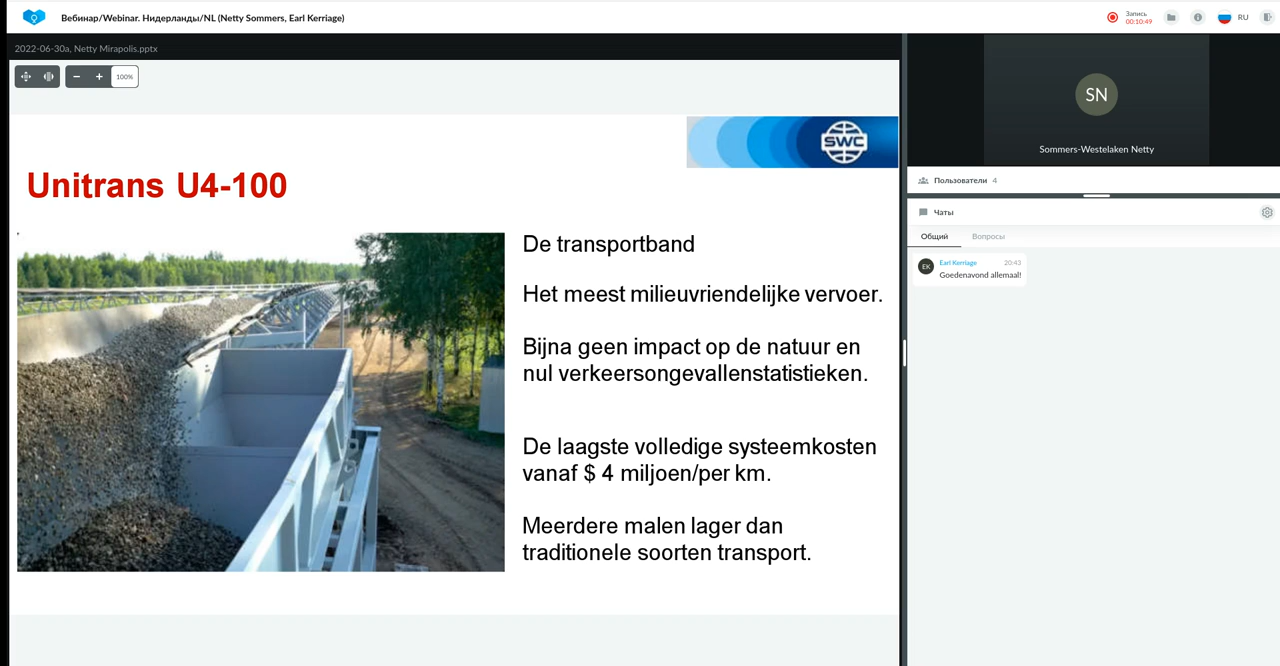 Вебинар/Webinar. Нидерланды/NL (Netty Sommers, Earl Kerriage)
Запись
00:10:49
RU
2022-06-30a, Netty Mirapolis.pptx
100%
SWC
Unitrans U4-100
De transportband
Het meest milieuvriendelijke vervoer.
Bijna geen impact op de natuur en
nul verkeersongevallenstatistieken.
De laagste volledige systeemkosten
vanaf $ 4 miljoen/per km.
Meerdere malen lager dan
traditionele soorten transport.
SN
Sommers-Westelaken Netty
Пользователи 4
Чаты
Общий Вопросы
EK
Earl Kerriage 20:43
Goedenavond allemaal!